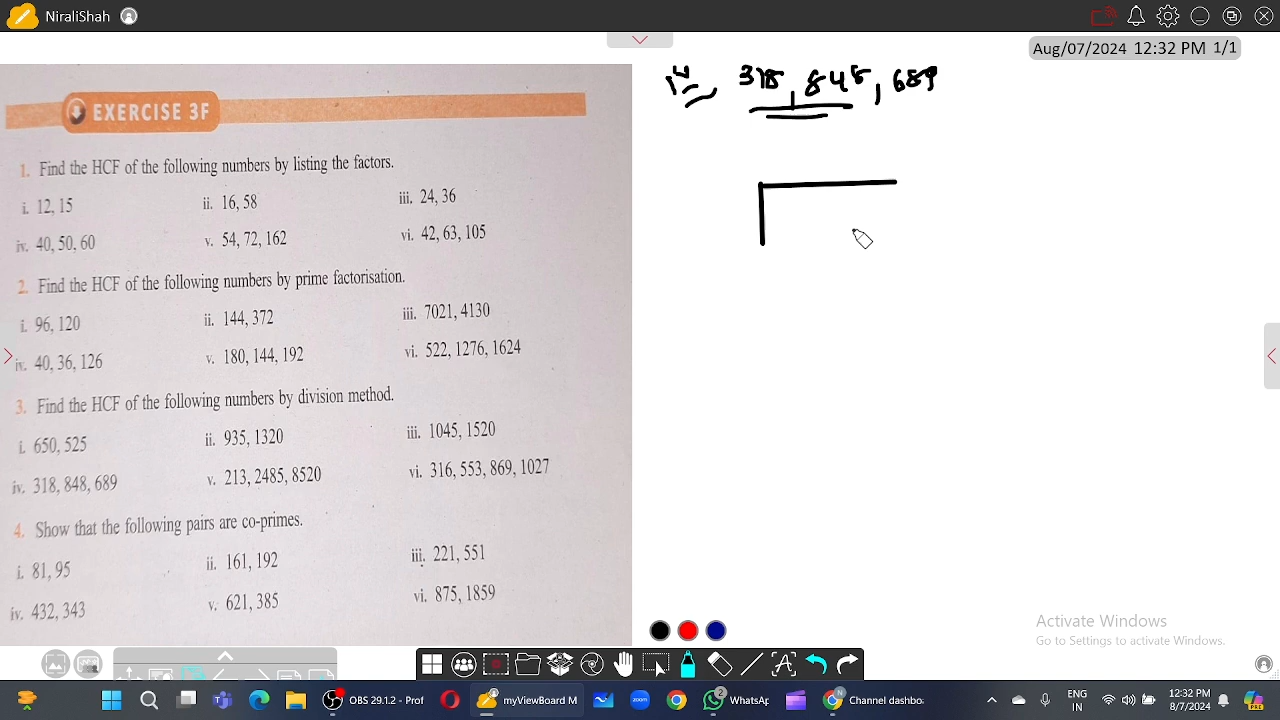 NiraliShah
Aug/07/2024 12:32 PM 1/1
EXERCISE 3F
1. Find the HCF of the following numbers by listing the factors.
i. 12, 15 ii. 16, 58 iii. 24, 36
iv. 40, 50, 60 v. 54, 72, 162 vi. 42, 63, 105
2. Find the HCF of the following numbers by prime factorisation.
i. 96, 120 ii. 144, 372 iii. 7021, 4130
iv. 40, 36, 126 v. 180, 144, 192 vi. 522, 1276, 1624
3. Find the HCF of the following numbers by division method.
i. 650, 525 ii. 935, 1320 iii. 1045, 1520
iv. 318, 848, 689 v. 213, 2485, 8520 vi. 316, 553, 869, 1027
4. Show that the following pairs are co-primes.
i. 81, 95 ii. 161, 192 iii. 221, 551
iv. 432, 343 v. 621, 385 vi. 875, 1859
318, 848, 689
Activate Windows
Go to Settings to activate Windows.
OBS 29.1.2 - Prof myViewBoard M WhatsAp Channel dashbo
ENG
IN
12:32 PM
8/7/2024